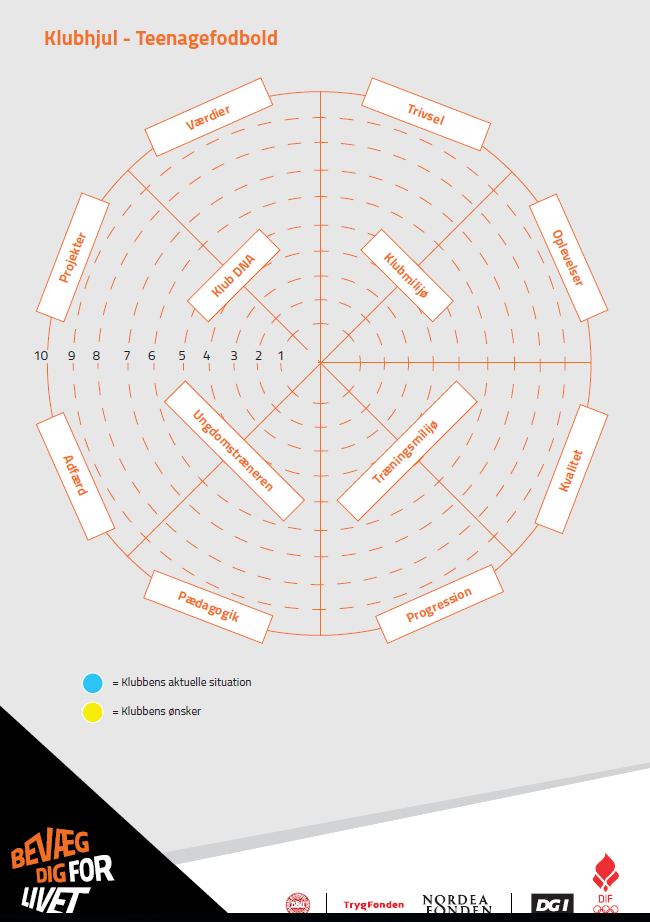 Klubhjul - Teenagefodbold
Værdier
Trivsel
Projekter
Klub DNA
Klubmiljø
Oplevelser
10 9 8 7 6 5 4 3 2 1
Adfærd
Ungdomstræneren
Træningsmiljø
Kvalitet
Pædagogik
Progression
= Klubbens aktuelle situation
= Klubbens ønsker
BEVÆG
DIG FOR
LIVET
TrygFonden
NORDEA
FONDEN
DGI
DIF